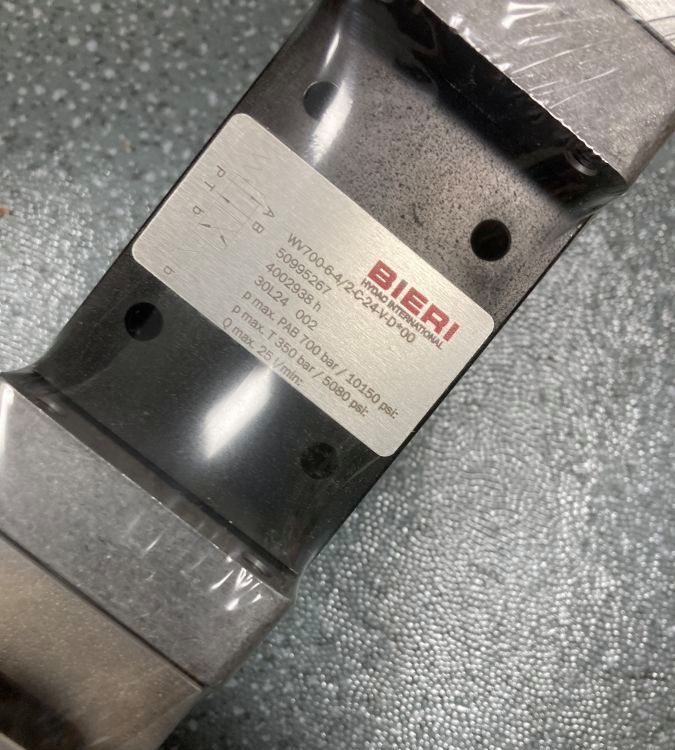 BIERI
HYDAC INTERNATIONAL
WV700-6-4/2-C-24-V-D*00
50995267
4002938 h
30L24 002
p max. PAB 700 bar / 10150 psi:
p max. T 350 bar / 5080 psi:
Q max. 25 l/min:
A B
P T
b
a